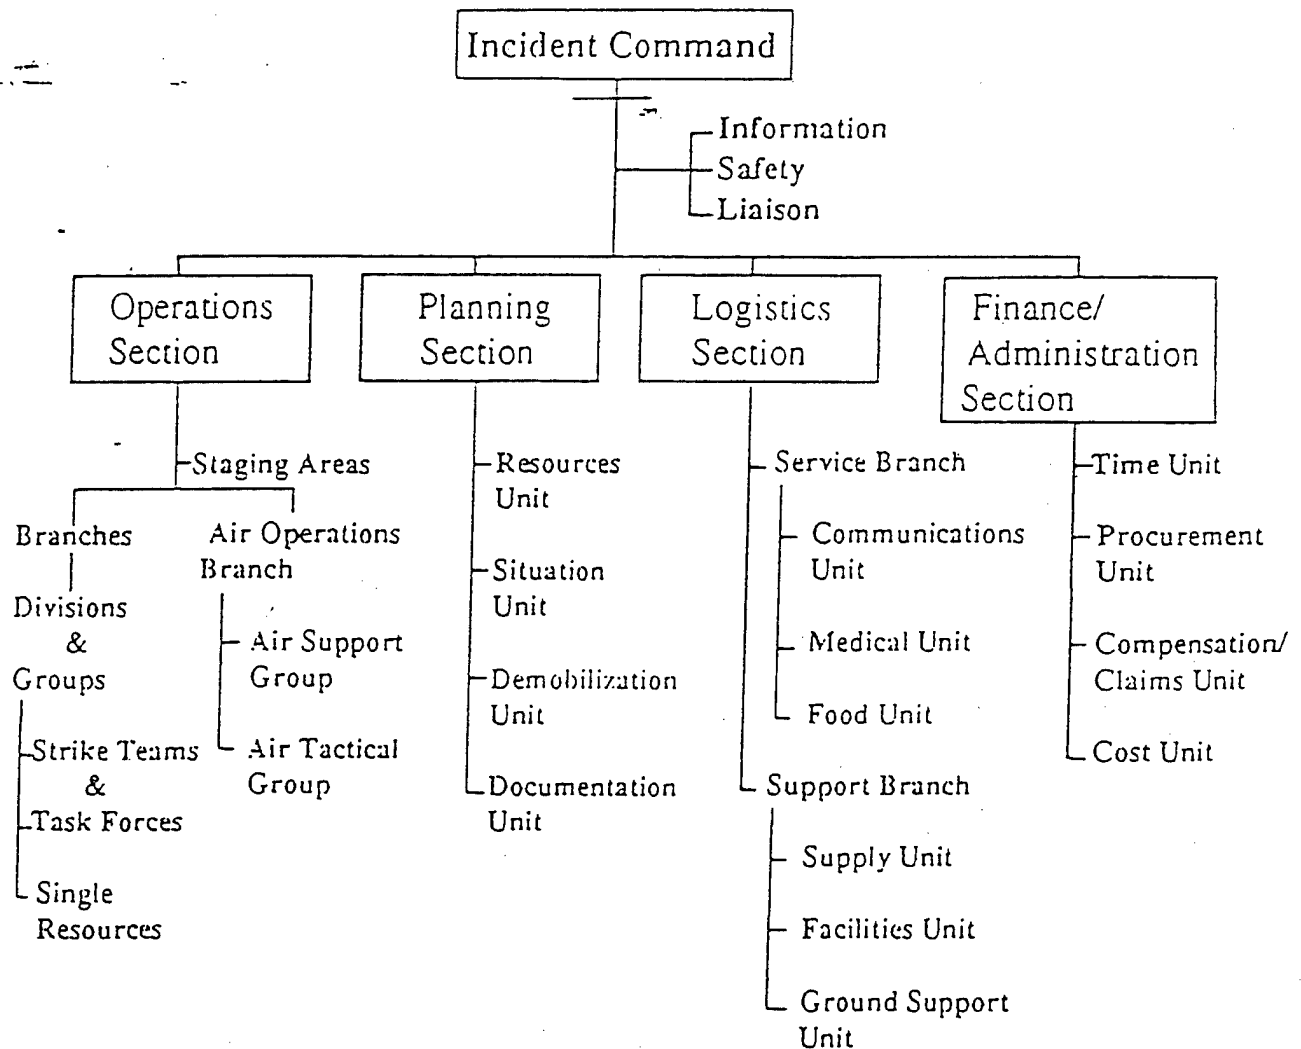 Incident Command
Information
Safety
Liaison
Operations
Section
Staging Areas
Branches
Divisions
&
Groups
Strike Teams
&
Task Forces
Single
Resources
Air Operations
Branch
Air Support
Group
Air Tactical
Group
Planning
Section
Resources
Unit
Situation
Unit
Demobilization
Unit
Documentation
Unit
Logistics
Section
Service Branch
Communications
Unit
Medical Unit
Food Unit
Support Branch
Supply Unit
Facilities Unit
Ground Support
Unit
Finance/
Administration
Section
Time Unit
Procurement
Unit
Compensation/
Claims Unit
Cost Unit